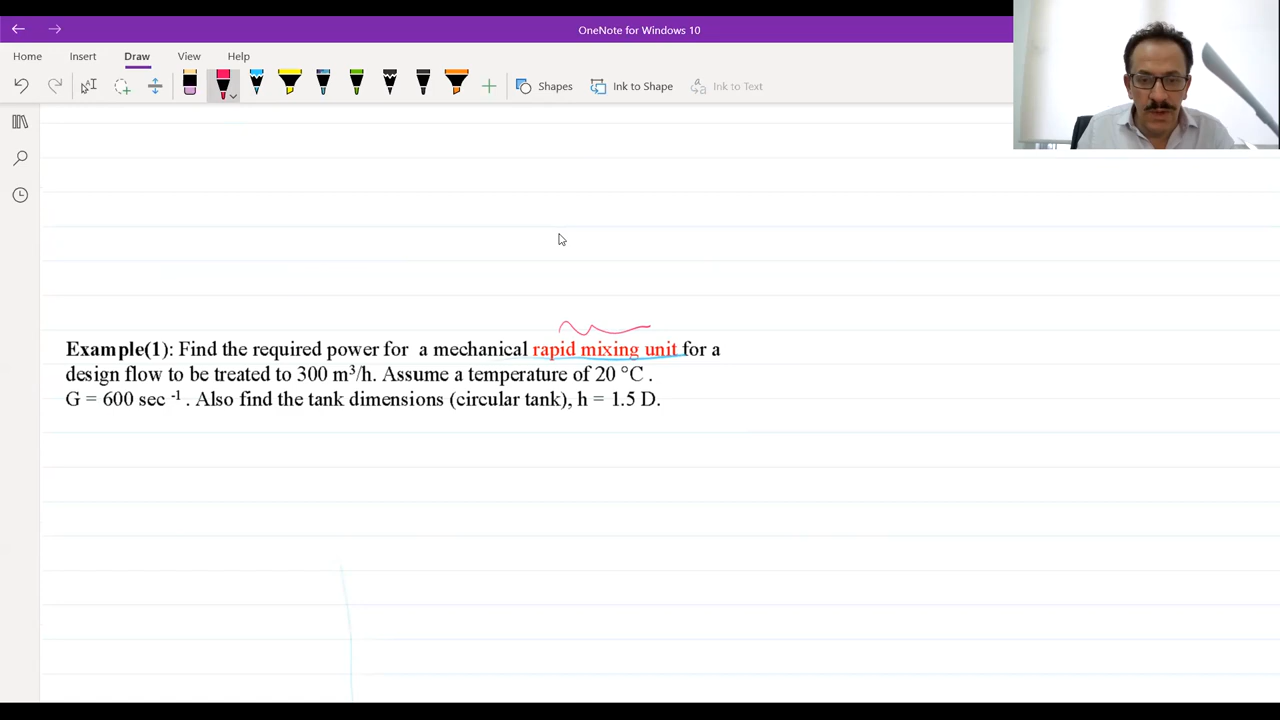 OneNote for Windows 10
Home Insert Draw View Help
Shapes Ink to Shape Ink to Text
Example(1): Find the required power for a mechanical rapid mixing unit for a
design flow to be treated to 300 m³/h. Assume a temperature of 20 °C .
G = 600 sec ⁻¹ . Also find the tank dimensions (circular tank), h = 1.5 D.